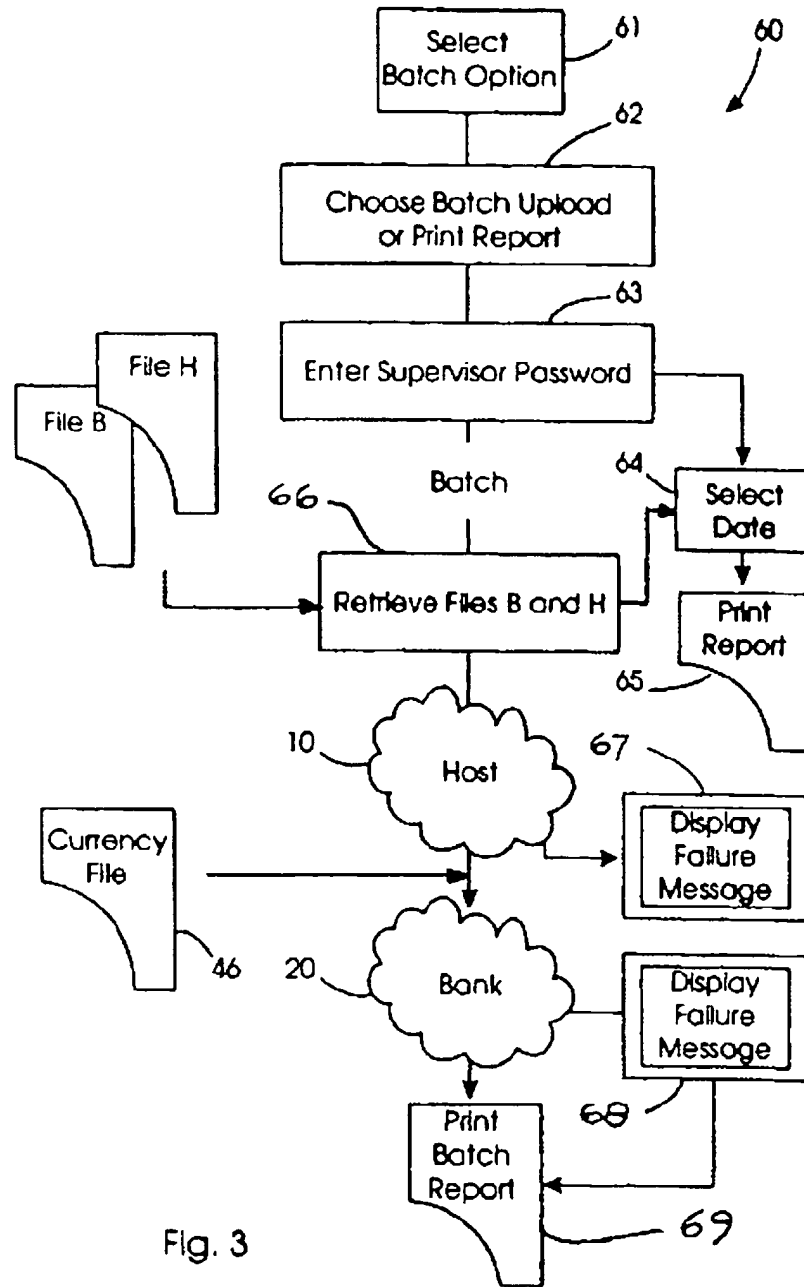 61
60
Select
Batch Option
62
Choose Batch Upload
or Print Report
63
Enter Supervisor Password
File H
File B
Batch
64
Select
Date
66
Retrieve Files B and H
Print
Report
65
10
Host
67
Display
Failure
Message
Currency
File
46
20
Bank
Display
Failure
Message
68
Print
Batch
Report
69
Fig. 3